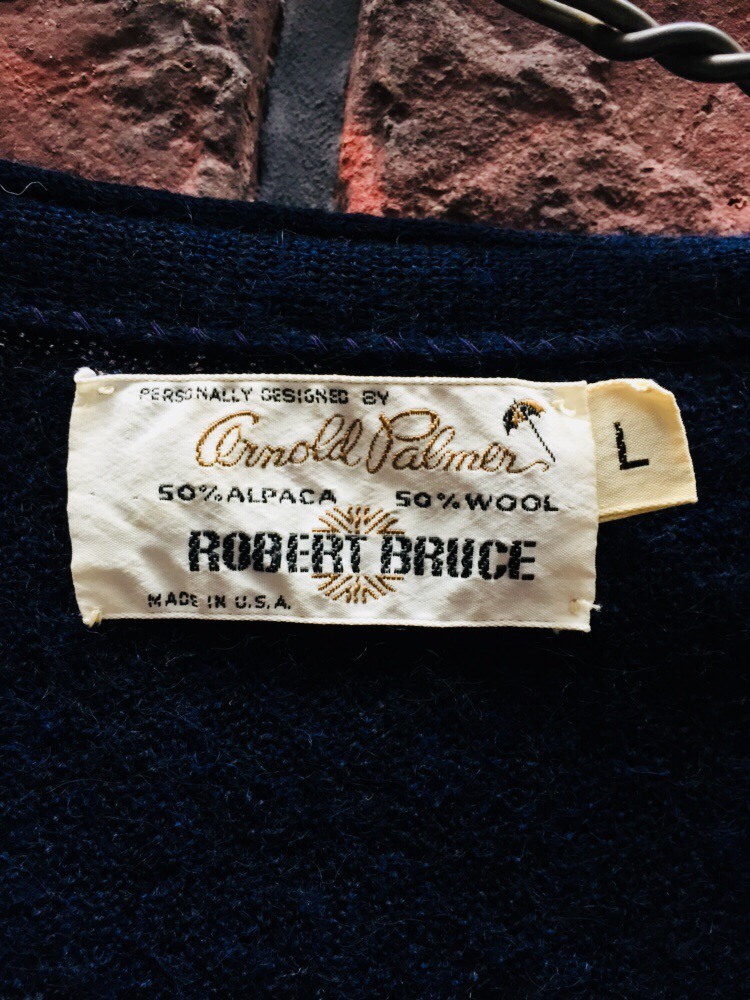 PERSONALLY DESIGNED BY
Arnold Palmer
50% ALPACA 50% WOOL
ROBERT BRUCE
MADE IN U.S.A.
L